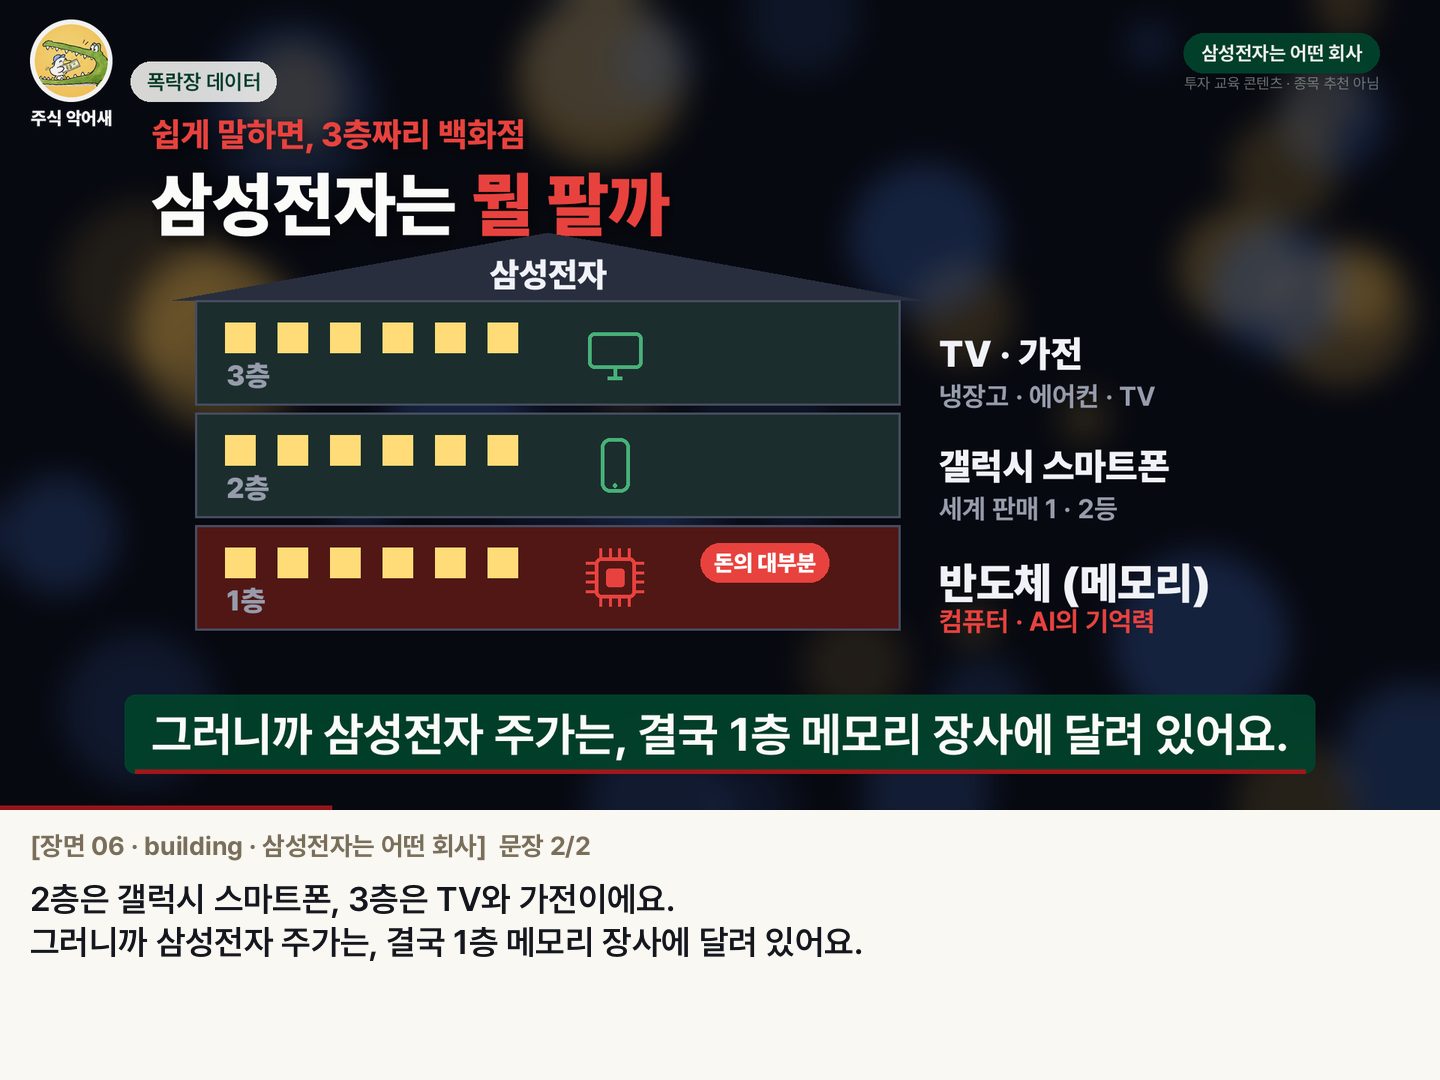 주식 악어새
폭락장 데이터
삼성전자는 어떤 회사
투자 교육 콘텐츠 · 종목 추천 아님
쉽게 말하면, 3층짜리 백화점
삼성전자는 뭘 팔까
삼성전자
3층
TV · 가전
냉장고 · 에어컨 · TV
2층
갤럭시 스마트폰
세계 판매 1 · 2등
1층
돈의 대부분
반도체 (메모리)
컴퓨터 · AI의 기억력
그러니까 삼성전자 주가는, 결국 1층 메모리 장사에 달려 있어요.
[장면 06 · building · 삼성전자는 어떤 회사] 문장 2/2
2층은 갤럭시 스마트폰, 3층은 TV와 가전이에요.
그러니까 삼성전자 주가는, 결국 1층 메모리 장사에 달려 있어요.